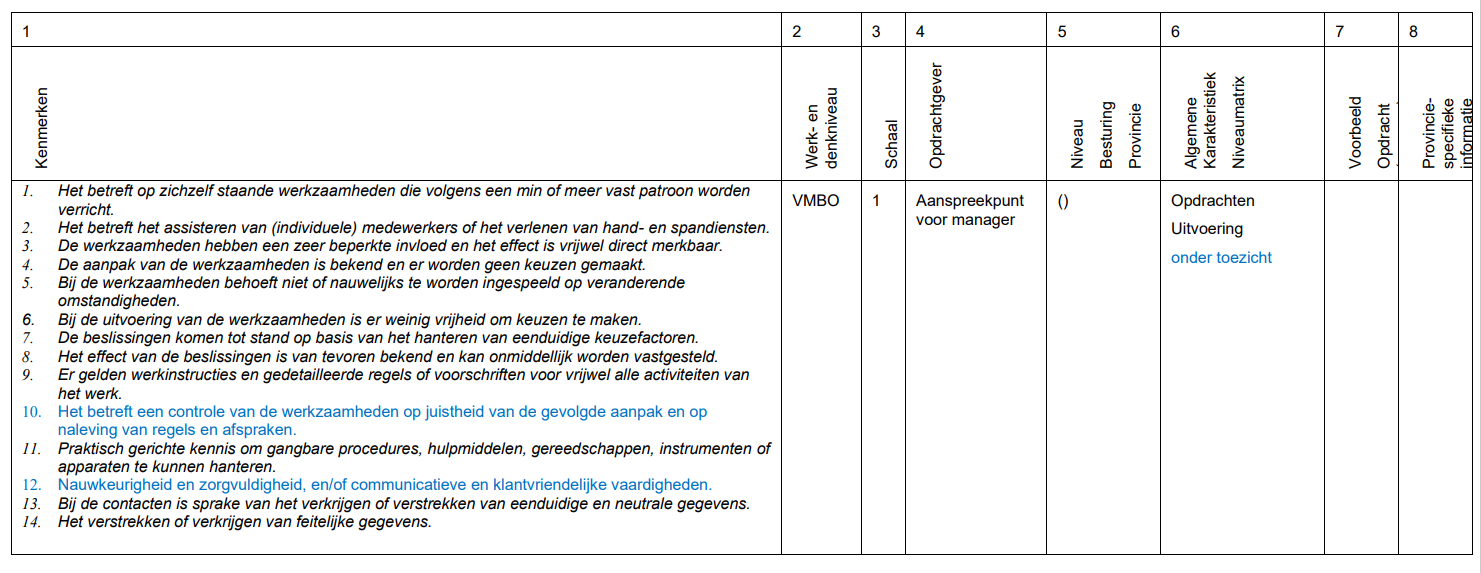 1 2 3 4 5 6 7 8
Kenmerken
Werk- en
denkniveau
Schaal
Opdrachtgever
Niveau
Besturing
Provincie
Algemene
Karakteristiek
Niveaumatrix
Voorbeeld
Opdracht
Provincie-
specifieke
informatie
1. Het betreft op zichzelf staande werkzaamheden die volgens een min of meer vast patroon worden
verricht.
2. Het betreft het assisteren van (individuele) medewerkers of het verlenen van hand- en spandiensten.
3. De werkzaamheden hebben een zeer beperkte invloed en het effect is vrijwel direct merkbaar.
4. De aanpak van de werkzaamheden is bekend en er worden geen keuzen gemaakt.
5. Bij de werkzaamheden behoeft niet of nauwelijks te worden ingespeeld op veranderende
omstandigheden.
6. Bij de uitvoering van de werkzaamheden is er weinig vrijheid om keuzen te maken.
7. De beslissingen komen tot stand op basis van het hanteren van eenduidige keuzefactoren.
8. Het effect van de beslissingen is van tevoren bekend en kan onmiddellijk worden vastgesteld.
9. Er gelden werkinstructies en gedetailleerde regels of voorschriften voor vrijwel alle activiteiten van
het werk.
10. Het betreft een controle van de werkzaamheden op juistheid van de gevolgde aanpak en op
naleving van regels en afspraken.
11. Praktisch gerichte kennis om gangbare procedures, hulpmiddelen, gereedschappen, instrumenten of
apparaten te kunnen hanteren.
12. Nauwkeurigheid en zorgvuldigheid, en/of communicatieve en klantvriendelijke vaardigheden.
13. Bij de contacten is sprake van het verkrijgen of verstrekken van eenduidige en neutrale gegevens.
14. Het verstrekken of verkrijgen van feitelijke gegevens.
VMBO
1
Aanspreekpunt
voor manager
()
Opdrachten
Uitvoering
onder toezicht